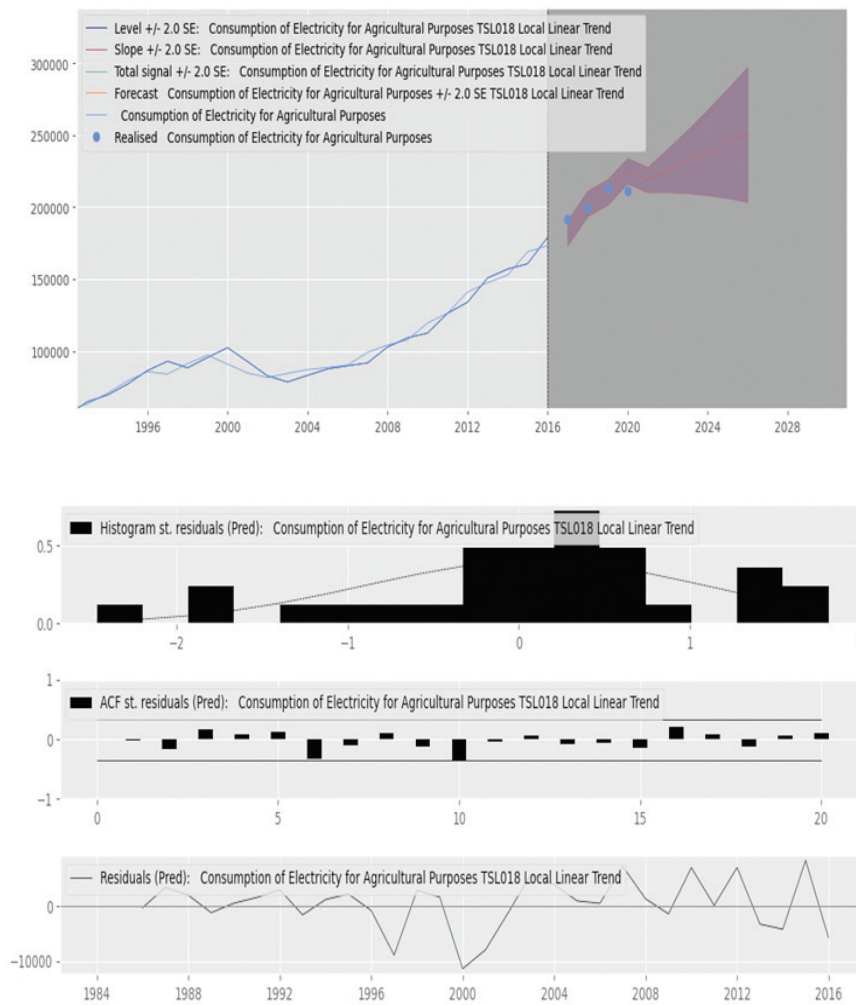 Level +/- 2.0 SE: Consumption of Electricity for Agricultural Purposes TSL018 Local Linear Trend
Slope +/- 2.0 SE: Consumption of Electricity for Agricultural Purposes TSL018 Local Linear Trend
Total signal +/- 2.0 SE: Consumption of Electricity for Agricultural Purposes TSL018 Local Linear Trend
Forecast Consumption of Electricity for Agricultural Purposes +/- 2.0 SE TSL018 Local Linear Trend
Consumption of Electricity for Agricultural Purposes
Realised Consumption of Electricity for Agricultural Purposes
300000
250000
200000
150000
100000
1996 2000 2004 2008 2012 2016 2020 2024 2028
Histogram st. residuals (Pred): Consumption of Electricity for Agricultural Purposes TSL018 Local Linear Trend
0.5
0.0
−2 −1 0 1
1
ACF st. residuals (Pred): Consumption of Electricity for Agricultural Purposes TSL018 Local Linear Trend
0
−1
0 5 10 15 20
Residuals (Pred): Consumption of Electricity for Agricultural Purposes TSL018 Local Linear Trend
0
−10000
1984 1988 1992 1996 2000 2004 2008 2012 2016